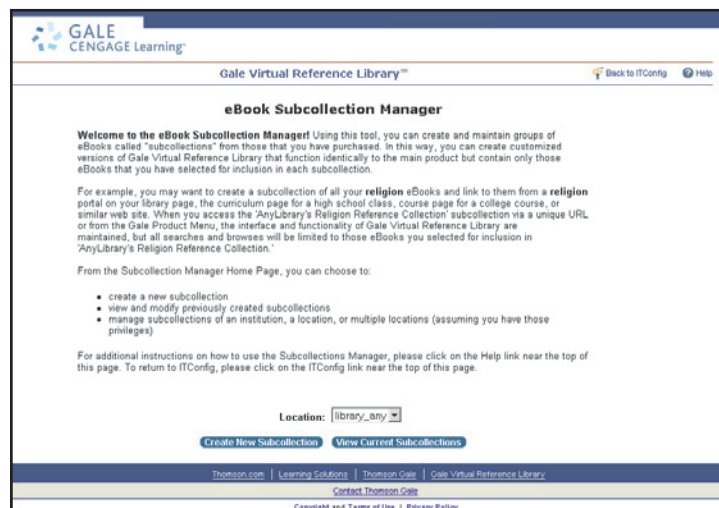 GALE
CENGAGE Learning™
Gale Virtual Reference Library™
Back to ITConfig
Help
eBook Subcollection Manager
Welcome to the eBook Subcollection Manager! Using this tool, you can create and maintain groups of
eBooks called "subcollections" from those that you have purchased. In this way, you can create customized
versions of Gale Virtual Reference Library that function identically to the main product but contain only those
eBooks that you have selected for inclusion in each subcollection.
For example, you may want to create a subcollection of all your religion eBooks and link to them from a religion
portal on your library page, the curriculum page for a high school class, course page for a college course, or
similar web site. When you access the 'AnyLibrary's Religion Reference Collection' subcollection via a unique URL
or from the Gale Product Menu, the interface and functionality of Gale Virtual Reference Library are
maintained, but all searches and browses will be limited to those eBooks you selected for inclusion in
'AnyLibrary's Religion Reference Collection.'
From the Subcollection Manager Home Page, you can choose to:
• create a new subcollection
• view and modify previously created subcollections
• manage subcollections of an institution, a location, or multiple locations (assuming you have those
privileges)
For additional instructions on how to use the Subcollections Manager, please click on the Help link near the top of
this page. To return to ITConfig, please click on the ITConfig link near the top of this page.
Location: library_any
Create New Subcollection View Current Subcollections
Thomson.com | Learning Solutions | Thomson Gale | Gale Virtual Reference Library
Contact Thomson Gale
Copyright and Terms of Use | Privacy Policy